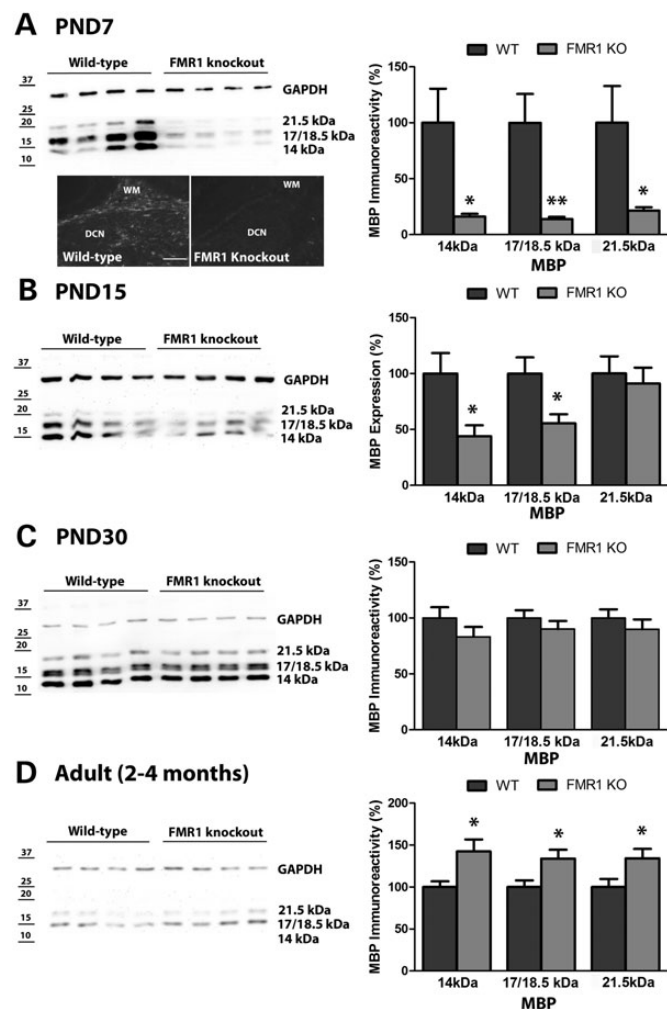 A PND7
Wild-type FMR1 knockout
37
25
20
15
10
GAPDH
21.5 kDa
17/18.5 kDa
14 kDa
WM
DCN
Wild-type
WM
DCN
FMR1 Knockout
WT FMR1 KO
MBP Immunoreactivity (%)
150
100
50
0
* ** *
14kDa 17/18.5 kDa 21.5kDa
MBP
B PND15
Wild-type FMR1 knockout
37
25
20
15
GAPDH
21.5 kDa
17/18.5 kDa
14 kDa
WT FMR1 KO
MBP Expression (%)
150
100
50
0
* *
14kDa 17/18.5 kDa 21.5kDa
MBP
C PND30
Wild-type FMR1 knockout
37
25
20
15
10
GAPDH
21.5 kDa
17/18.5 kDa
14 kDa
WT FMR1 KO
MBP Immunoreactivity (%)
150
100
50
0
14kDa 17/18.5 kDa 21.5kDa
MBP
D Adult (2-4 months)
Wild-type FMR1 knockout
37
25
20
15
10
GAPDH
21.5 kDa
17/18.5 kDa
14 kDa
WT FMR1 KO
MBP Immunoreactivity (%)
200
150
100
50
0
* * *
14kDa 17/18.5 kDa 21.5kDa
MBP